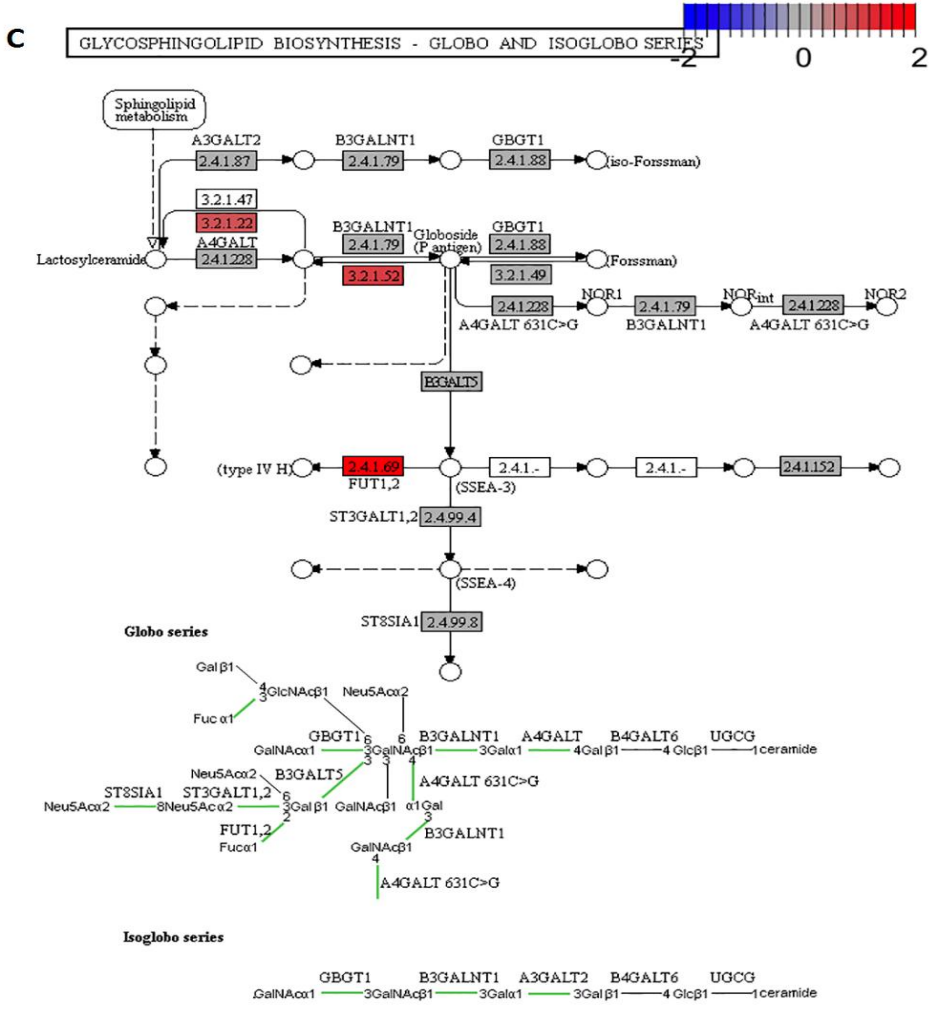 C
GLYCOSPHINGOLIPID BIOSYNTHESIS - GLOBO AND ISOGLOBO SERIES
-2 0 2
Sphingolipid
metabolism
A3GALT2 B3GALNT1 GBGT1
2.4.1.87 2.4.1.79 2.4.1.88 (iso-Forssman)
3.2.1.47
3.2.1.22
A4GALT B3GALNT1 Globoside GBGT1
2.4.1.79 (P antigen) 2.4.1.88
Lactosylceramide 2.4.1.228 (Forssman)
3.2.1.52 3.2.1.49
NOR1 NORint NOR2
2.4.1.228 2.4.1.79 2.4.1.228
A4GALT 631C>G B3GALNT1 A4GALT 631C>G
B3GALT5
(type IV H) 2.4.1.69 2.4.1.- 2.4.1.- 2.4.1.152
FUT1,2 (SSEA-3)
ST3GALT1,2 2.4.99.4
(SSEA-4)
ST8SIA1 2.4.99.8
Globo series
Galβ1
4
3GlcNAcβ1 Neu5Acα2
Fucα1
GBGT1 6 6 B3GALNT1 A4GALT B4GALT6 UGCG
GalNAcα1 3GalNAcβ1 3Galα1 4Galβ1 4Glcβ1 1ceramide
3 3 4
Neu5Acα2 B3GALT5 A4GALT 631C>G
ST8SIA1 ST3GALT1,2 6
Neu5Acα2 8Neu5Acα2 3Galβ1 GalNAcβ1 α1Gal
2 3
FUT1,2 B3GALNT1
Fucα1 GalNAcβ1
4
A4GALT 631C>G
Isoglobo series
GBGT1 B3GALNT1 A3GALT2 B4GALT6 UGCG
GalNAcα1 3GalNAcβ1 3Galα1 3Galβ1 4Glcβ1 1ceramide